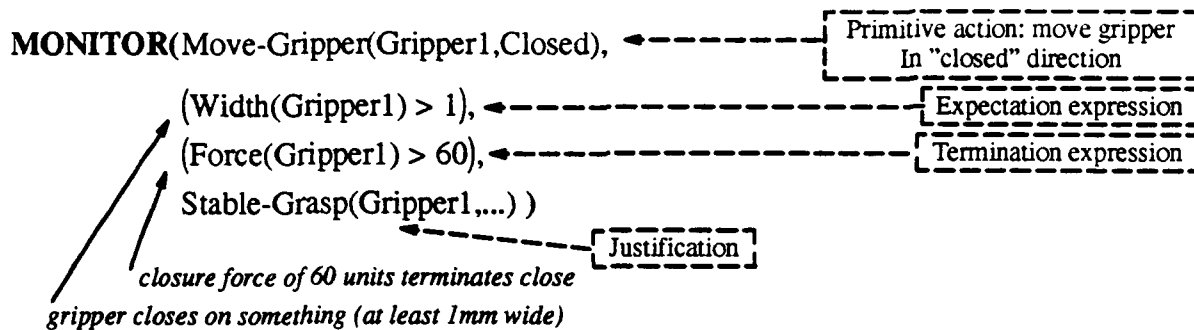 MONITOR(Move-Gripper(Gripper1,Closed),
Primitive action: move gripper
In "closed" direction
(Width(Gripper1) > 1),
Expectation expression
(Force(Gripper1) > 60),
Termination expression
Stable-Grasp(Gripper1,...) )
Justification
closure force of 60 units terminates close
gripper closes on something (at least 1mm wide)